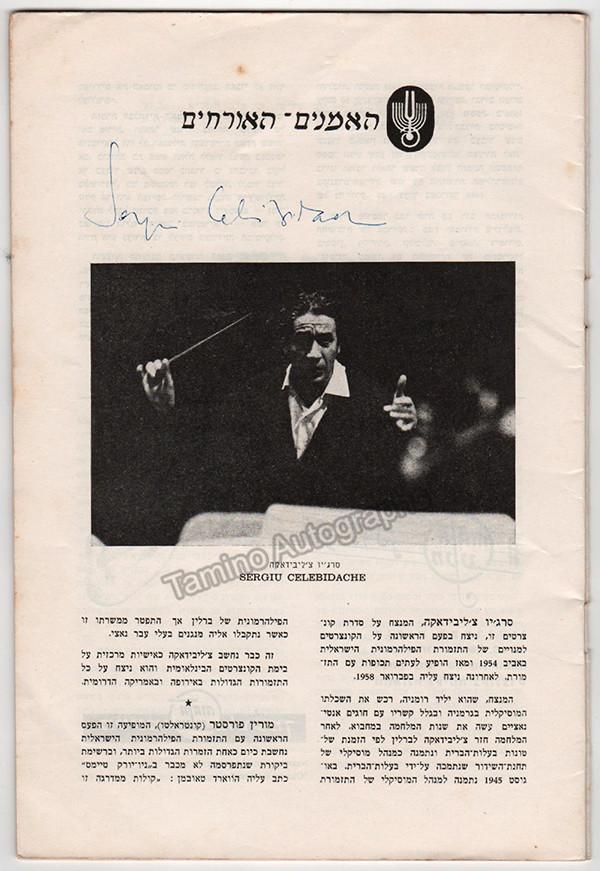 האמנים־האורחים
Sergiu Celibidache
Tamino Autographs
סרג׳יו צ׳ליבידאקה
SERGIU CELEBIDACHE
סרג׳יו צ׳ליבידאקה, המנצח על סדרת קונ־
צרטים זו, ניצח בפעם הראשונה על הקונצרטים
למנויים של התזמורת הפילהרמונית הישראלית
באביב 1954 ומאז הופיע לעתים תכופות עם התז־
מורת. לאחרונה ניצח עליה בפברואר 1958.
המנצח, שהוא יליד רומניה, רכש את השכלתו
המוסיקלית בגרמניה ובגלל קשריו עם חוגים אנטי־
נאציים עשה את שנות המלחמה במחבוא. לאחר
המלחמה חזר צ׳ליבידאקה לברלין לפי הזמנת של־
טונות בעלות־הברית ונתמנה כמנהל מוסיקלי של
תחנת־השידור שנתמכה על־ידי בעלות־הברית. באו־
גוסט 1945 נתמנה למנהל המוסיקלי של התזמורת
הפילהרמונית של ברלין אך התפטר ממשרתו זו
כאשר נתקבלו אליה מנגנים בעלי עבר נאצי.
זה כבר נחשב צ׳ליבידאקה כאישיות מרכזית על
בימת הקונצרטים הבינלאומית והוא ניצח על כל
התזמורות הגדולות באירופה ובאמריקה הדרומית.
★
מורין פורסטר (קונטראלטו), המופיעה זו הפעם
הראשונה עם התזמורת הפילהרמונית הישראלית
נחשבת כיום כאחת הזמרות הגדולות ביותר, וברשימת
ביקורת שנתפרסמה לא מכבר ב„ניו־יורק טיימס״
כתב עליה הווארד טאובמן: „קולות ממדרגה זו